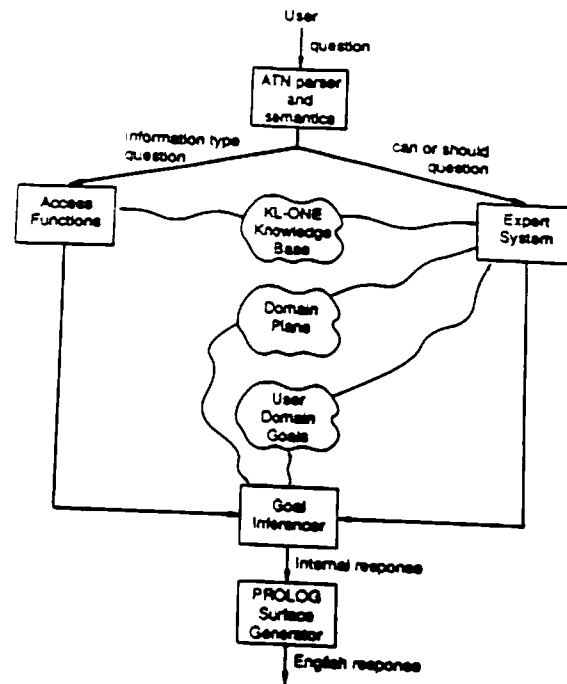 User
question
ATN parser
and
semantics
information type
question
can or should
question
Access
Functions
KL-ONE
Knowledge
Base
Expert
System
Domain
Plans
User
Domain
Goals
Goal
Inferencer
Internal response
PROLOG
Surface
Generator
English response